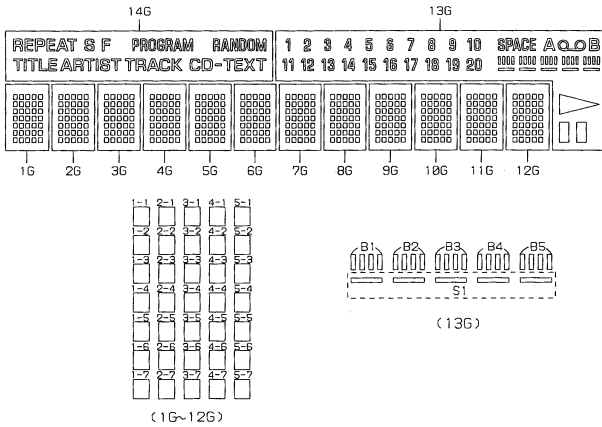 14G 13G
REPEAT S F PROGRAM RANDOM 1 2 3 4 5 6 7 8 9 10 SPACE A B
TITLE ARTIST TRACK CD-TEXT 11 12 13 14 15 16 17 18 19 20
1G 2G 3G 4G 5G 6G 7G 8G 9G 10G 11G 12G
1-1 2-1 3-1 4-1 5-1
1-2 2-2 3-2 4-2 5-2
B1 B2 B3 B4 B5
1-3 2-3 3-3 4-3 5-3
1-4 2-4 3-4 4-4 5-4
S1
1-5 2-5 3-5 4-5 5-5
(13G)
1-6 2-6 3-6 4-6 5-6
1-7 2-7 3-7 4-7 5-7
(1G~12G)